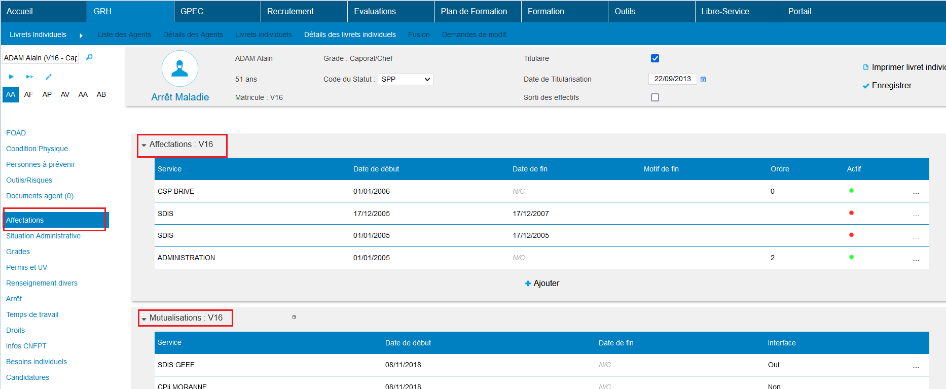 Accueil GRH GPEC Recrutement Evaluations Plan de Formation Formation Outils Libre-Service Portail
Livrets Individuels Liste des Agents Détails des Agents Livrets individuels Détails des livrets individuels Fusion Demandes de modif
ADAM Alain (V16 - Cap
AA AF AP AV AA AB
Arrêt Maladie
ADAM Alain Grade : Caporal/Chef Titulaire
51 ans Code du Statut : SPP Date de Titularisation 22/09/2013
Matricule : V16 Sorti des effectifs
Imprimer livret indivi
Enregistrer
FOAD
Condition Physique
Personnes à prévenir
Outils/Risques
Documents agent (0)
Affectations
Situation Administrative
Grades
Permis et UV
Renseignement divers
Arrêt
Temps de travail
Droits
Infos CNFPT
Besoins individuels
Candidatures
Affectations : V16
Service Date de début Date de fin Motif de fin Ordre Actif
CSP BRIVE 01/01/2006 N/C 0 ...
SDIS 17/12/2005 17/12/2007 ...
SDIS 01/01/2005 17/12/2005 ...
ADMINISTRATION 01/01/2005 N/C 2 ...
+ Ajouter
Mutualisations : V16
Service Date de début Date de fin Interface
SDIS GEEF 08/11/2018 N/C Oui ...
CPII MORANNE 08/11/2018 N/C Non